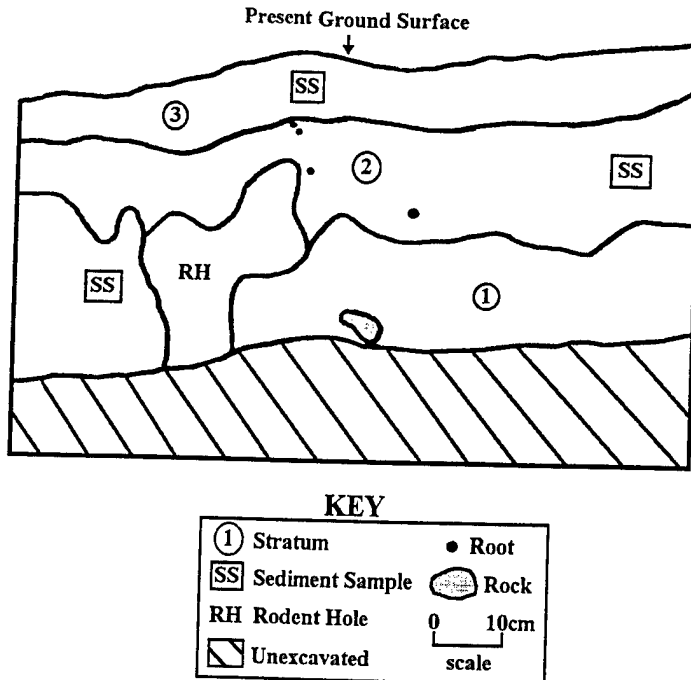 Present Ground Surface
SS
3
2
SS
SS
RH
1
KEY
1 Stratum
Root
SS Sediment Sample
Rock
RH Rodent Hole
0 10cm
Unexcavated
scale